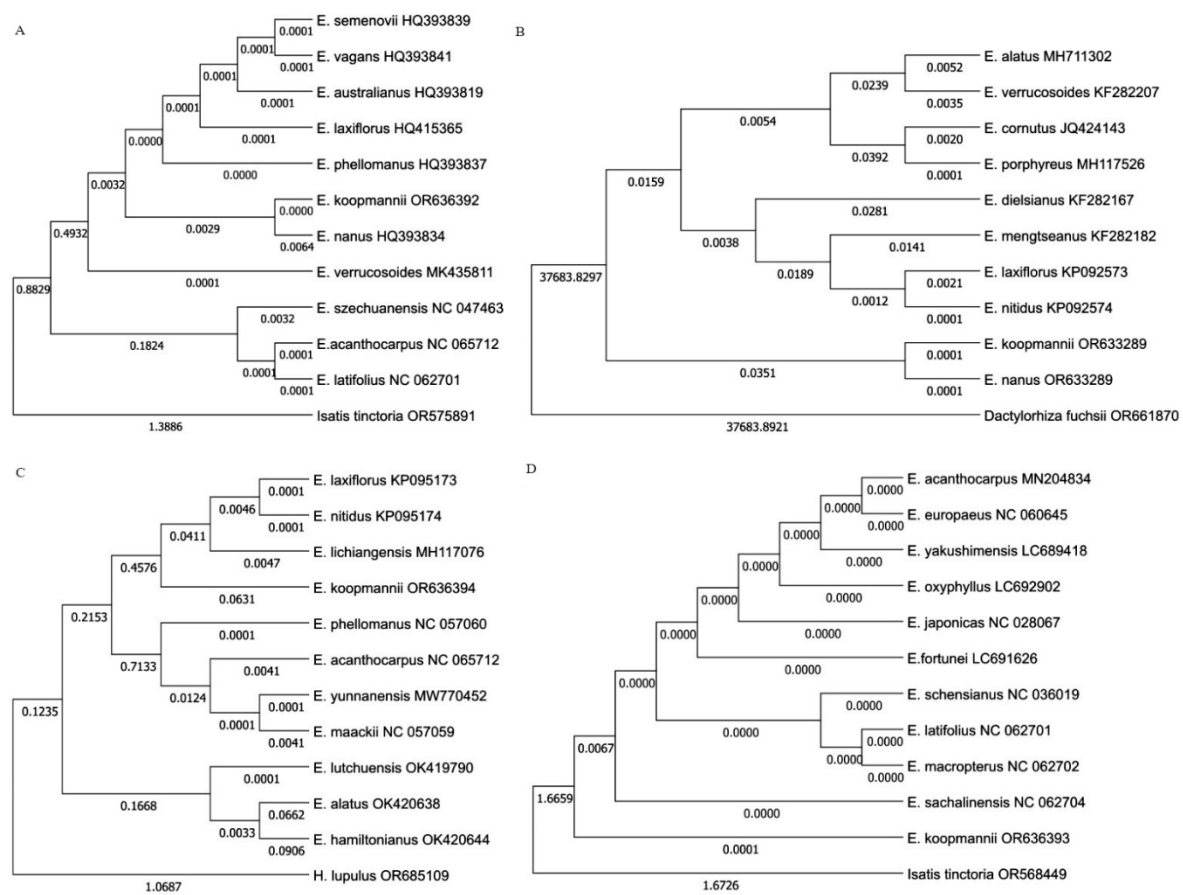 A
E. semenovii HQ393839
0.0001
0.0001
E. vagans HQ393841
0.0001
0.0001
E. australianus HQ393819
0.0001
0.0001
E. laxiflorus HQ415365
0.0001
0.0000
E. phellomanus HQ393837
0.0000
0.0032
E. koopmannii OR636392
0.0000
0.0029
E. nanus HQ393834
0.0064
0.4932
E. verrucosoides MK435811
0.0001
0.8829
E. szechuanensis NC 047463
0.0032
0.1824
E.acanthocarpus NC 065712
0.0001
0.0001
E. latifolius NC 062701
0.0001
Isatis tinctoria OR575891
1.3886
B
E. alatus MH711302
0.0052
0.0239
E. verrucosoides KF282207
0.0035
0.0054
E. cornutus JQ424143
0.0020
0.0392
E. porphyreus MH117526
0.0001
0.0159
E. dielsianus KF282167
0.0281
0.0038
E. mengtseanus KF282182
0.0141
0.0189
E. laxiflorus KP092573
0.0021
0.0012
E. nitidus KP092574
0.0001
37683.8297
E. koopmannii OR633289
0.0001
0.0351
E. nanus OR633289
0.0001
Dactylorhiza fuchsii OR661870
37683.8921
C
E. laxiflorus KP095173
0.0001
0.0046
E. nitidus KP095174
0.0001
0.0411
E. lichiangensis MH117076
0.0047
0.4576
E. koopmannii OR636394
0.0631
0.2153
E. phellomanus NC 057060
0.0001
0.7133
E. acanthocarpus NC 065712
0.0041
0.0124
E. yunnanensis MW770452
0.0001
0.0001
E. maackii NC 057059
0.0041
0.1235
E. lutchuensis OK419790
0.0001
0.1668
E. alatus OK420638
0.0662
0.0033
E. hamiltonianus OK420644
0.0906
H. lupulus OR685109
1.0687
D
E. acanthocarpus MN204834
0.0000
0.0000
E. europaeus NC 060645
0.0000
0.0000
E. yakushimensis LC689418
0.0000
0.0000
E. oxyphyllus LC692902
0.0000
0.0000
E. japonicas NC 028067
0.0000
0.0000
E.fortunei LC691626
0.0000
0.0000
E. schensianus NC 036019
0.0000
0.0000
E. latifolius NC 062701
0.0000
0.0000
E. macropterus NC 062702
0.0000
0.0067
E. sachalinensis NC 062704
0.0000
1.6659
E. koopmannii OR636393
0.0001
Isatis tinctoria OR568449
1.6726